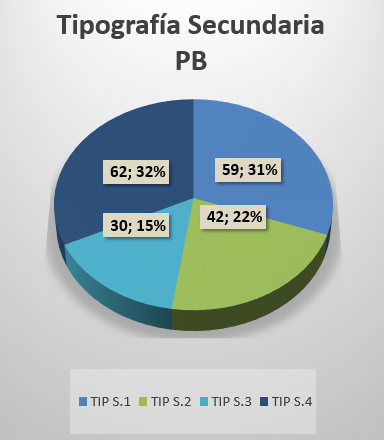 Tipografía Secundaria
PB
62; 32%
59; 31%
30; 15%
42; 22%
TIP S.1 TIP S.2 TIP S.3 TIP S.4